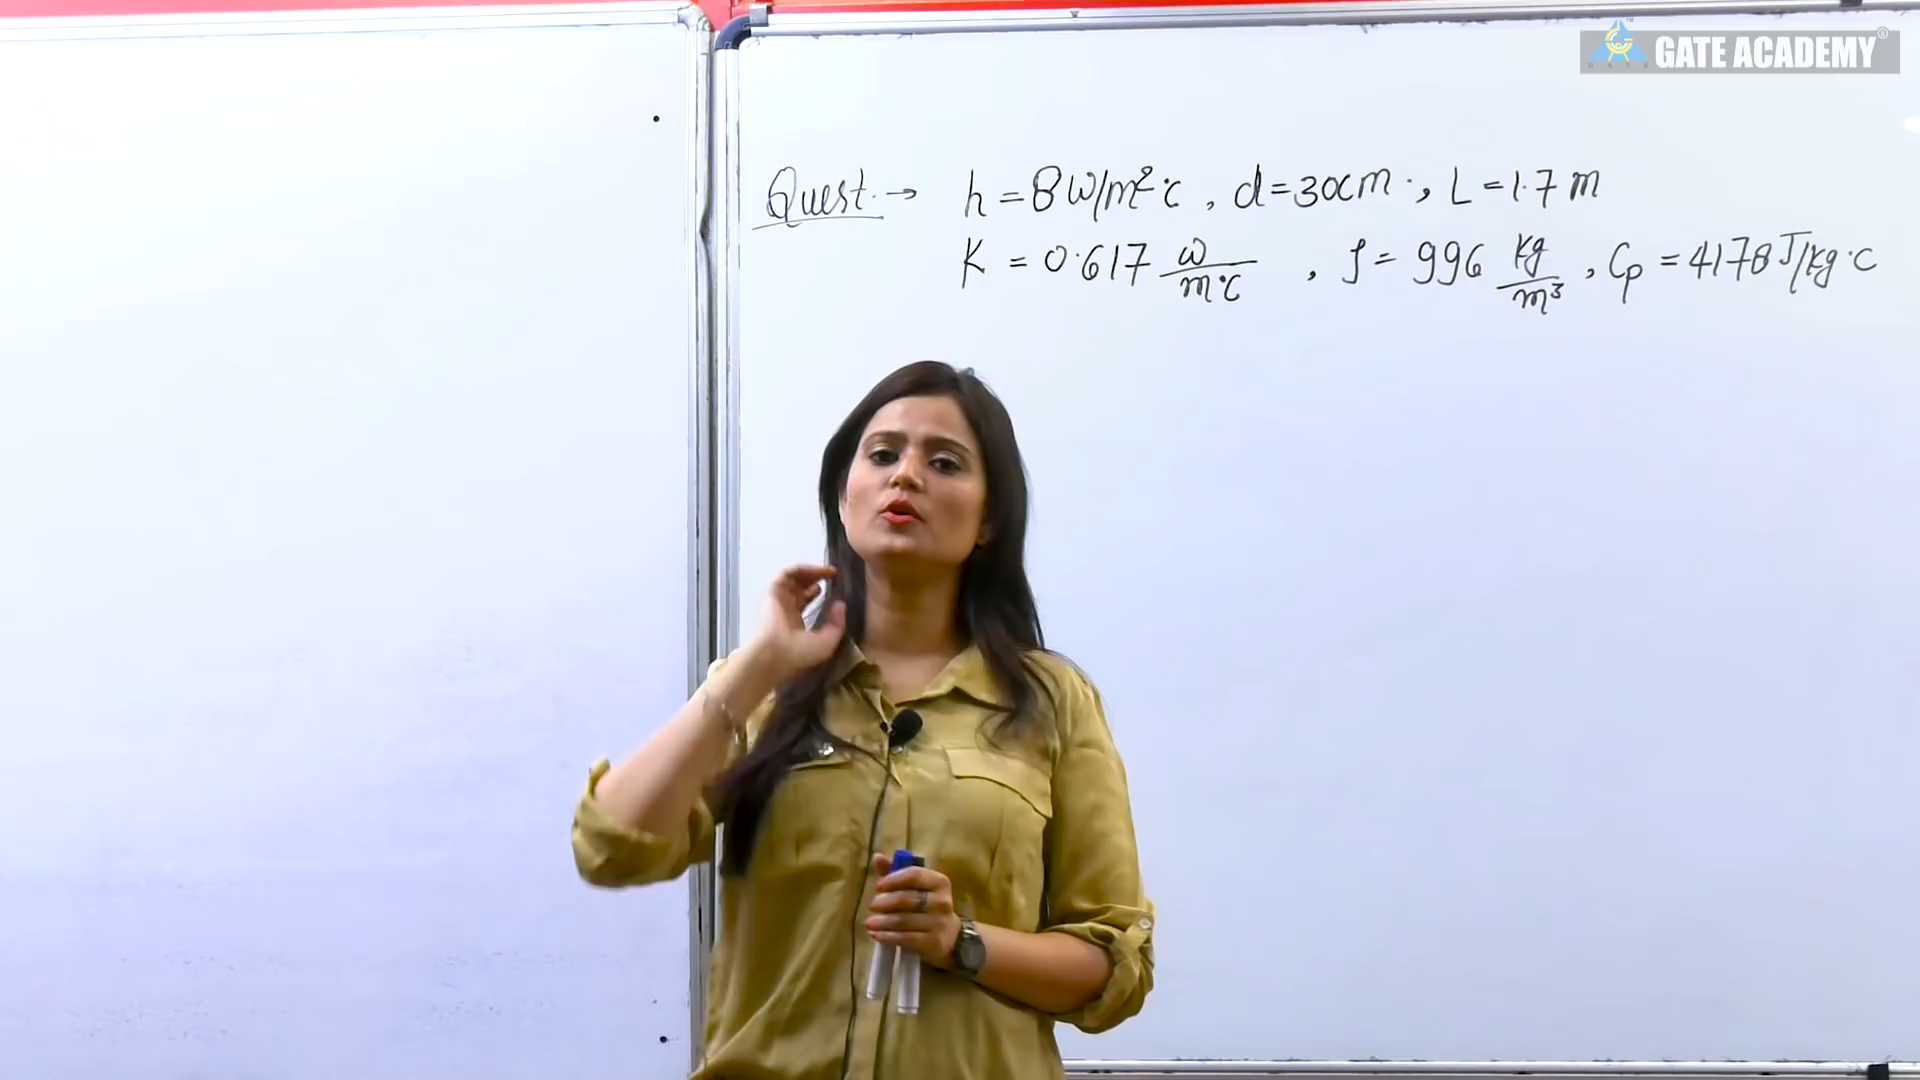 GATE ACADEMY®
Quest. → h = 8 W/m²°C , d = 30cm , L = 1.7 m
K = 0.617 W/m°C , ρ = 996 kg/m³ , Cp = 4178 J/kg°C